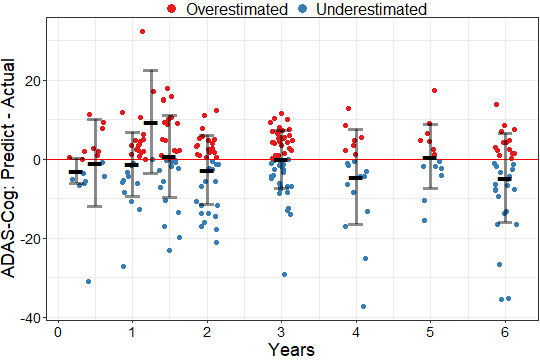 Overestimated Underestimated
ADAS-Cog: Predict - Actual
20
0
-20
-40
0 1 2 3 4 5 6
Years